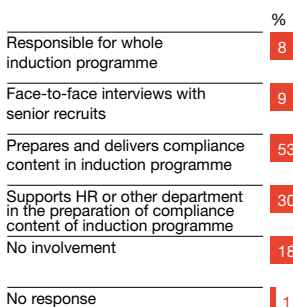 %
Responsible for whole
induction programme
8
Face-to-face interviews with
senior recruits
9
Prepares and delivers compliance
content in induction programme
53
Supports HR or other department
in the preparation of compliance
content of induction programme
30
No involvement
18
No response
1